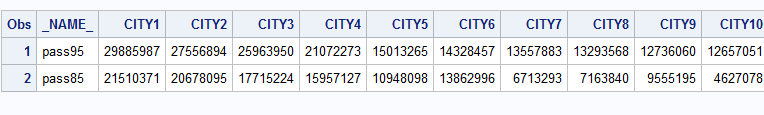 Obs _NAME_ CITY1 CITY2 CITY3 CITY4 CITY5 CITY6 CITY7 CITY8 CITY9 CITY10
1 pass95 29885987 27556894 25963950 21072273 15013265 14328457 13557883 13293568 12736060 12657051
2 pass85 21510371 20678095 17715224 15957127 10948098 13862996 6713293 7163840 9555195 4627078